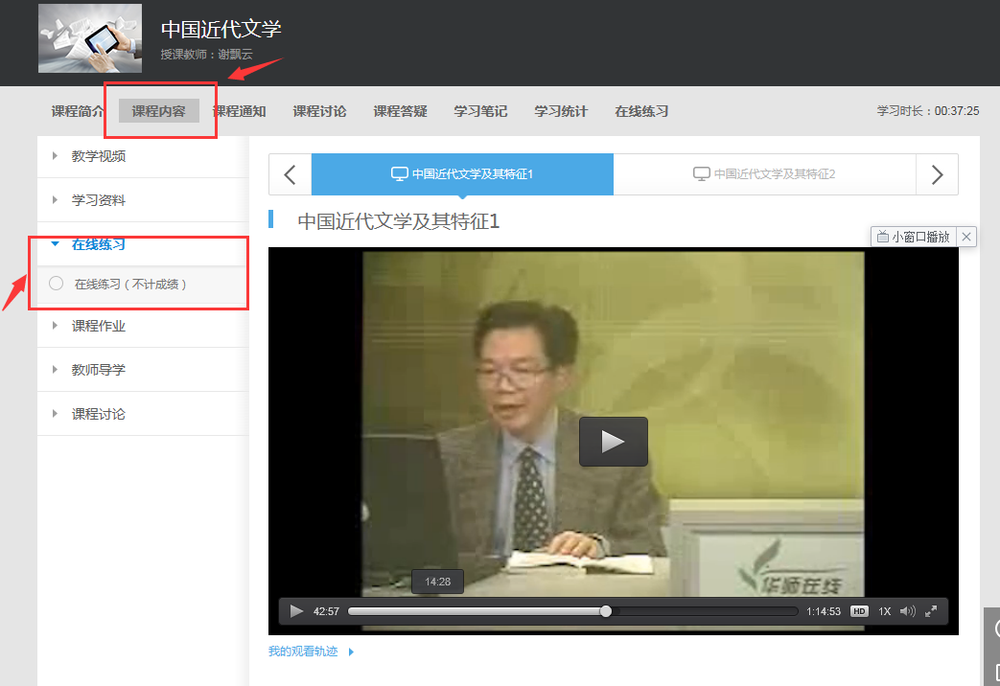 中国近代文学
授课教师：谢飘云
课程简介 课程内容 课程通知 课程讨论 课程答疑 学习笔记 学习统计 在线练习 学习时长：00:37:25
教学视频
学习资料
在线练习
在线练习（不计成绩）
课程作业
教师导学
课程讨论
中国近代文学及其特征1 中国近代文学及其特征2
中国近代文学及其特征1
小窗口播放
华师在线
14:28
42:57 1:14:53 HD 1X
我的观看轨迹